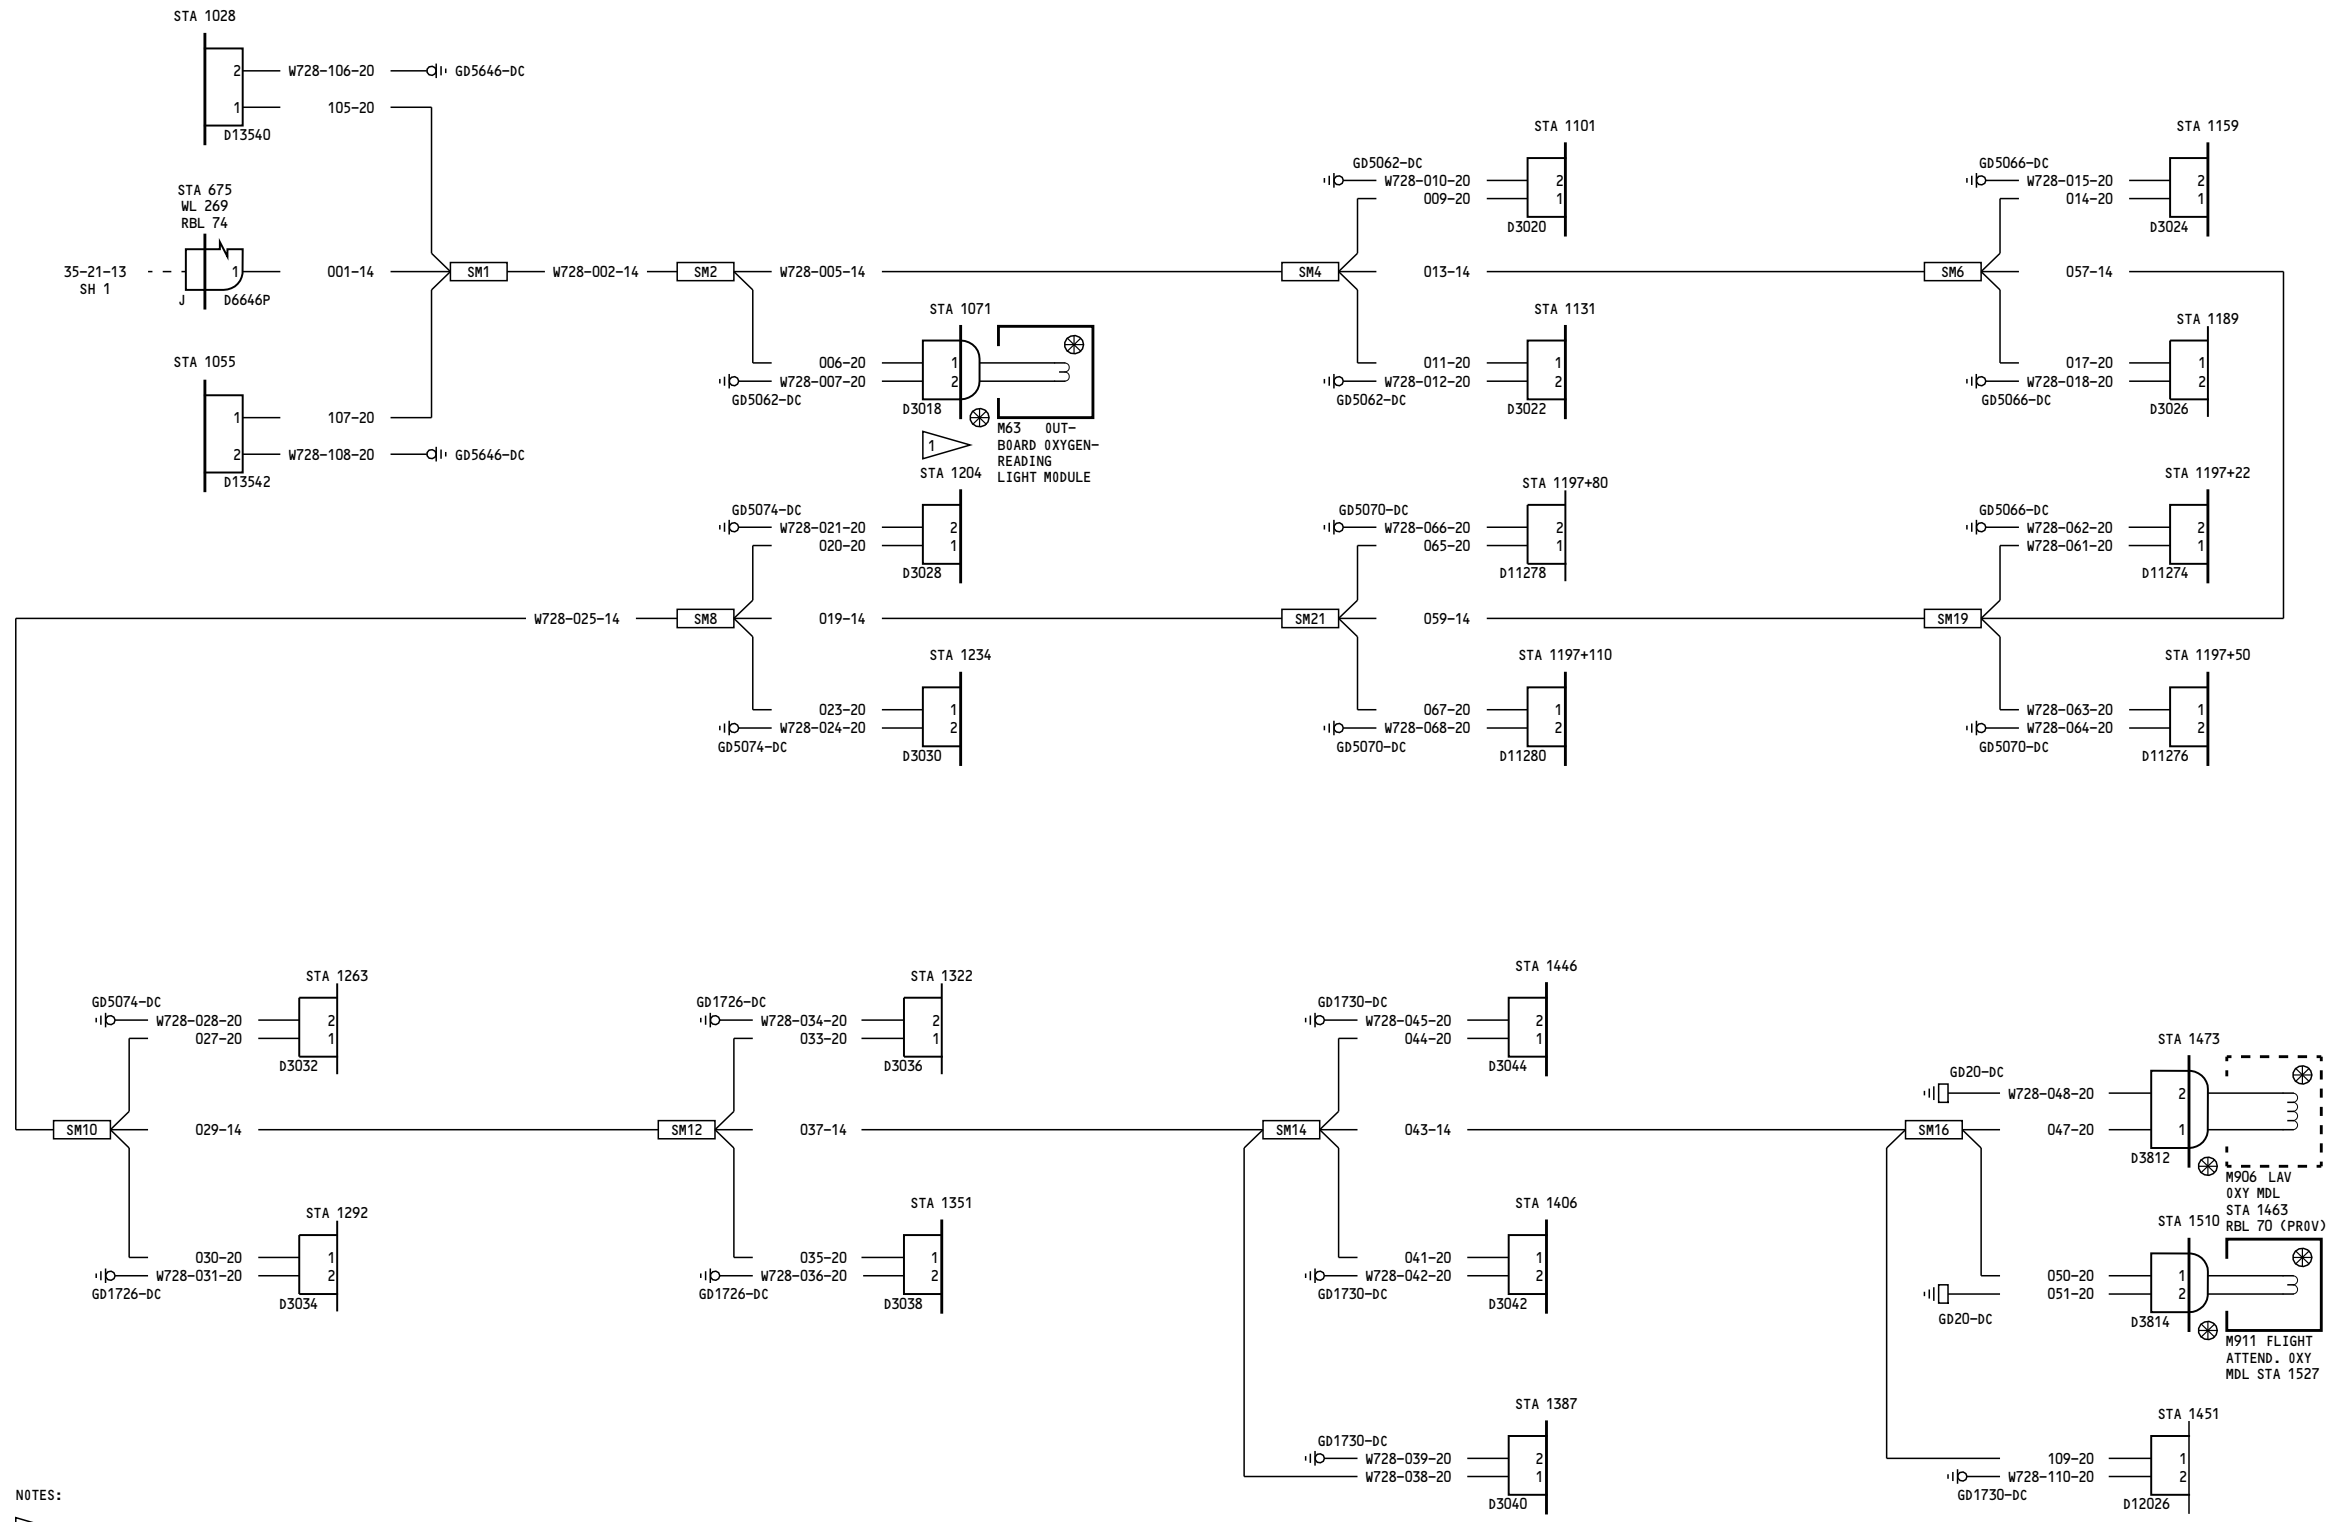 STA 1028
2 W728-106-20 GD5646-DC
1 105-20
D13540
STA 675
WL 269
RBL 74
35-21-13
SH 1
1 001-14
J D6646P
STA 1055
1 107-20
2 W728-108-20 GD5646-DC
D13542
SM1 W728-002-14 SM2 W728-005-14
STA 1071
006-20 1
W728-007-20 2
GD5062-DC
D3018
1
M63 OUT-
BOARD OXYGEN-
READING
LIGHT MODULE
STA 1101
GD5062-DC
W728-010-20 2
009-20 1
D3020
SM4 013-14
STA 1131
011-20 1
W728-012-20 2
GD5062-DC
D3022
STA 1159
GD5066-DC
W728-015-20 2
014-20 1
D3024
SM6 057-14
STA 1189
017-20 1
W728-018-20 2
GD5066-DC
D3026
STA 1204
GD5074-DC
W728-021-20 2
020-20 1
D3028
W728-025-14 SM8 019-14
STA 1234
023-20 1
W728-024-20 2
GD5074-DC
D3030
STA 1197+80
GD5070-DC
W728-066-20 2
065-20 1
D11278
SM21 059-14
STA 1197+110
067-20 1
W728-068-20 2
GD5070-DC
D11280
STA 1197+22
GD5066-DC
W728-062-20 2
W728-061-20 1
D11274
SM19
STA 1197+50
W728-063-20 1
W728-064-20 2
GD5070-DC
D11276
STA 1263
GD5074-DC
W728-028-20 2
027-20 1
D3032
SM10 029-14
STA 1292
030-20 1
W728-031-20 2
GD1726-DC
D3034
STA 1322
GD1726-DC
W728-034-20 2
033-20 1
D3036
SM12 037-14
STA 1351
035-20 1
W728-036-20 2
GD1726-DC
D3038
STA 1446
GD1730-DC
W728-045-20 2
044-20 1
D3044
SM14 043-14
STA 1406
041-20 1
W728-042-20 2
GD1730-DC
D3042
STA 1387
GD1730-DC
W728-039-20 2
W728-038-20 1
D3040
STA 1473
GD20-DC
W728-048-20 2
SM16 047-20 1
D3812
M906 LAV
OXY MDL
STA 1463
RBL 70 (PROV)
STA 1510
050-20 1
051-20 2
GD20-DC
D3814
M911 FLIGHT
ATTEND. OXY
MDL STA 1527
STA 1451
109-20 1
W728-110-20 2
GD1730-DC
D12026
NOTES: